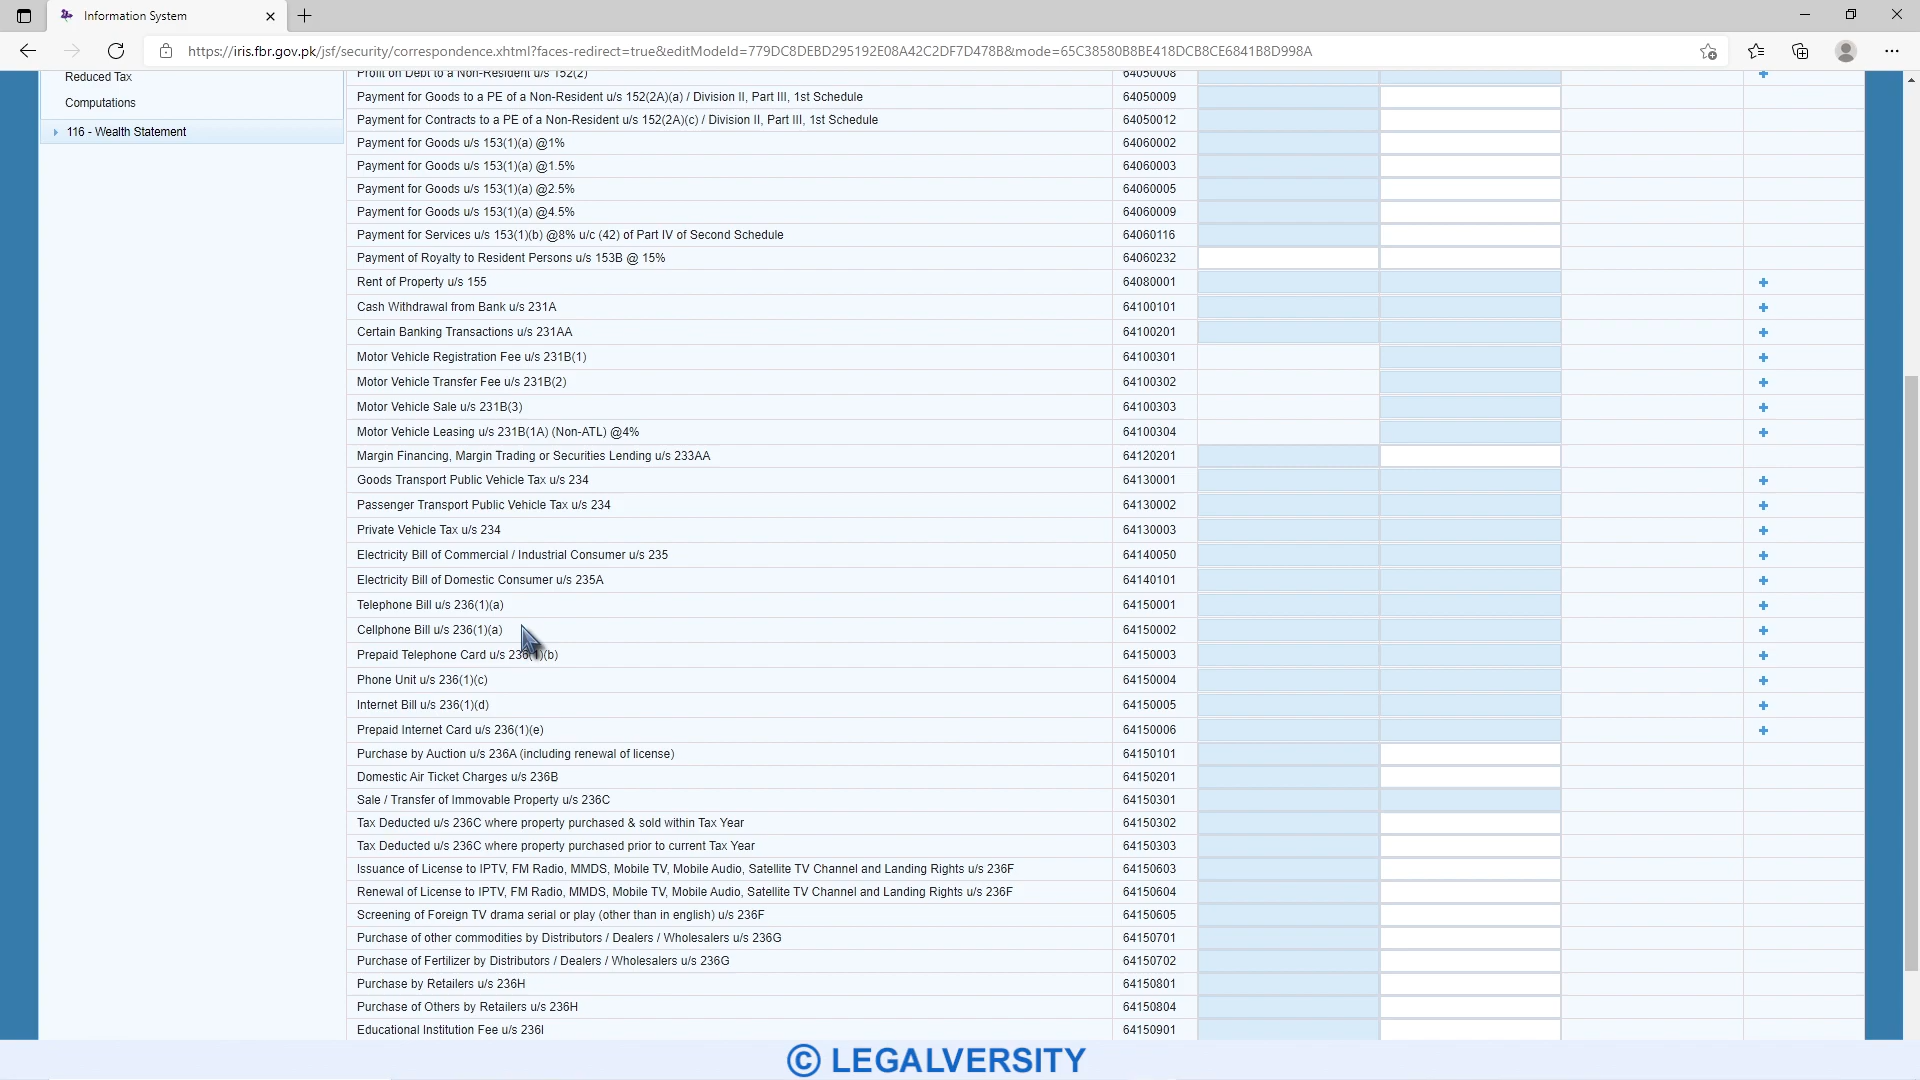 Information System
https://iris.fbr.gov.pk/jsf/security/correspondence.xhtml?faces-redirect=true&editModeId=779DC8DEBD295192E08A42C2DF7D478B&mode=65C38580B8BE418DCB8CE6841B8D998A
Reduced Tax
Computations
116 - Wealth Statement
Profit on Debt to a Non-Resident u/s 152(2) 64050008
Payment for Goods to a PE of a Non-Resident u/s 152(2A)(a) / Division II, Part III, 1st Schedule 64050009
Payment for Contracts to a PE of a Non-Resident u/s 152(2A)(c) / Division II, Part III, 1st Schedule 64050012
Payment for Goods u/s 153(1)(a) @1% 64060002
Payment for Goods u/s 153(1)(a) @1.5% 64060003
Payment for Goods u/s 153(1)(a) @2.5% 64060005
Payment for Goods u/s 153(1)(a) @4.5% 64060009
Payment for Services u/s 153(1)(b) @8% u/c (42) of Part IV of Second Schedule 64060116
Payment of Royalty to Resident Persons u/s 153B @ 15% 64060232
Rent of Property u/s 155 64080001
Cash Withdrawal from Bank u/s 231A 64100101
Certain Banking Transactions u/s 231AA 64100201
Motor Vehicle Registration Fee u/s 231B(1) 64100301
Motor Vehicle Transfer Fee u/s 231B(2) 64100302
Motor Vehicle Sale u/s 231B(3) 64100303
Motor Vehicle Leasing u/s 231B(1A) (Non-ATL) @4% 64100304
Margin Financing, Margin Trading or Securities Lending u/s 233AA 64120201
Goods Transport Public Vehicle Tax u/s 234 64130001
Passenger Transport Public Vehicle Tax u/s 234 64130002
Private Vehicle Tax u/s 234 64130003
Electricity Bill of Commercial / Industrial Consumer u/s 235 64140050
Electricity Bill of Domestic Consumer u/s 235A 64140101
Telephone Bill u/s 236(1)(a) 64150001
Cellphone Bill u/s 236(1)(a) 64150002
Prepaid Telephone Card u/s 236(1)(b) 64150003
Phone Unit u/s 236(1)(c) 64150004
Internet Bill u/s 236(1)(d) 64150005
Prepaid Internet Card u/s 236(1)(e) 64150006
Purchase by Auction u/s 236A (including renewal of license) 64150101
Domestic Air Ticket Charges u/s 236B 64150201
Sale / Transfer of Immovable Property u/s 236C 64150301
Tax Deducted u/s 236C where property purchased & sold within Tax Year 64150302
Tax Deducted u/s 236C where property purchased prior to current Tax Year 64150303
Issuance of License to IPTV, FM Radio, MMDS, Mobile TV, Mobile Audio, Satellite TV Channel and Landing Rights u/s 236F 64150603
Renewal of License to IPTV, FM Radio, MMDS, Mobile TV, Mobile Audio, Satellite TV Channel and Landing Rights u/s 236F 64150604
Screening of Foreign TV drama serial or play (other than in english) u/s 236F 64150605
Purchase of other commodities by Distributors / Dealers / Wholesalers u/s 236G 64150701
Purchase of Fertilizer by Distributors / Dealers / Wholesalers u/s 236G 64150702
Purchase by Retailers u/s 236H 64150801
Purchase of Others by Retailers u/s 236H 64150804
Educational Institution Fee u/s 236I 64150901
© LEGALVERSITY